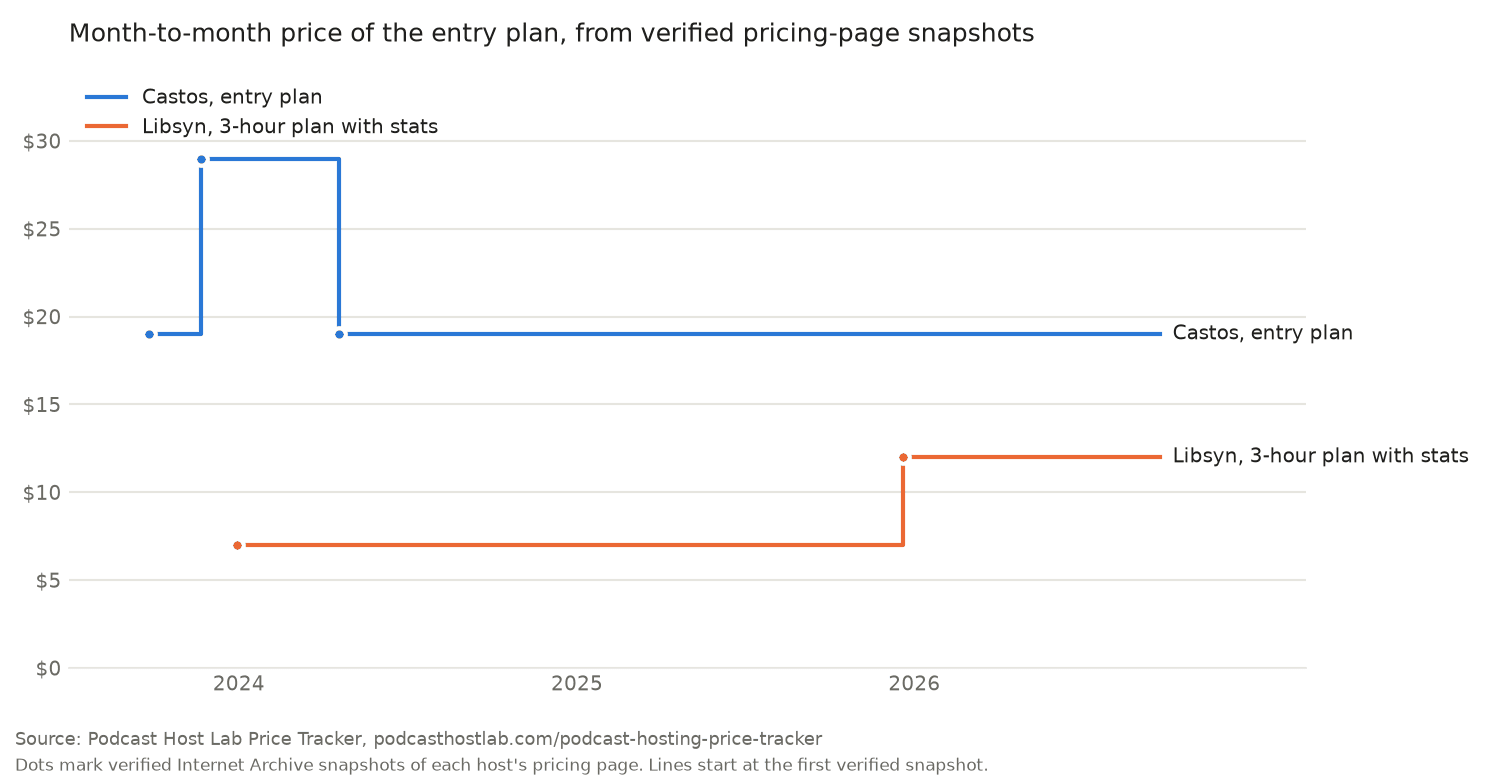 Month-to-month price of the entry plan, from verified pricing-page snapshots
Castos, entry plan
Libsyn, 3-hour plan with stats
$30
$25
$20
Castos, entry plan
$15
Libsyn, 3-hour plan with stats
$10
$5
$0
2024 2025 2026
Source: Podcast Host Lab Price Tracker, podcasthostlab.com/podcast-hosting-price-tracker
Dots mark verified Internet Archive snapshots of each host's pricing page. Lines start at the first verified snapshot.